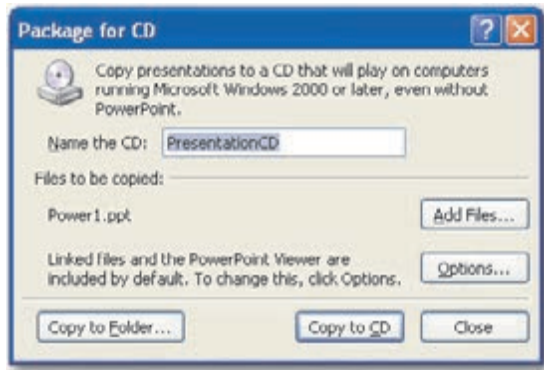 Package for CD
Copy presentations to a CD that will play on computers
running Microsoft Windows 2000 or later, even without
PowerPoint.
Name the CD: PresentationCD
Files to be copied:
Power1.ppt
Add Files...
Linked files and the PowerPoint Viewer are
included by default. To change this, click Options.
Options...
Copy to Folder... Copy to CD Close